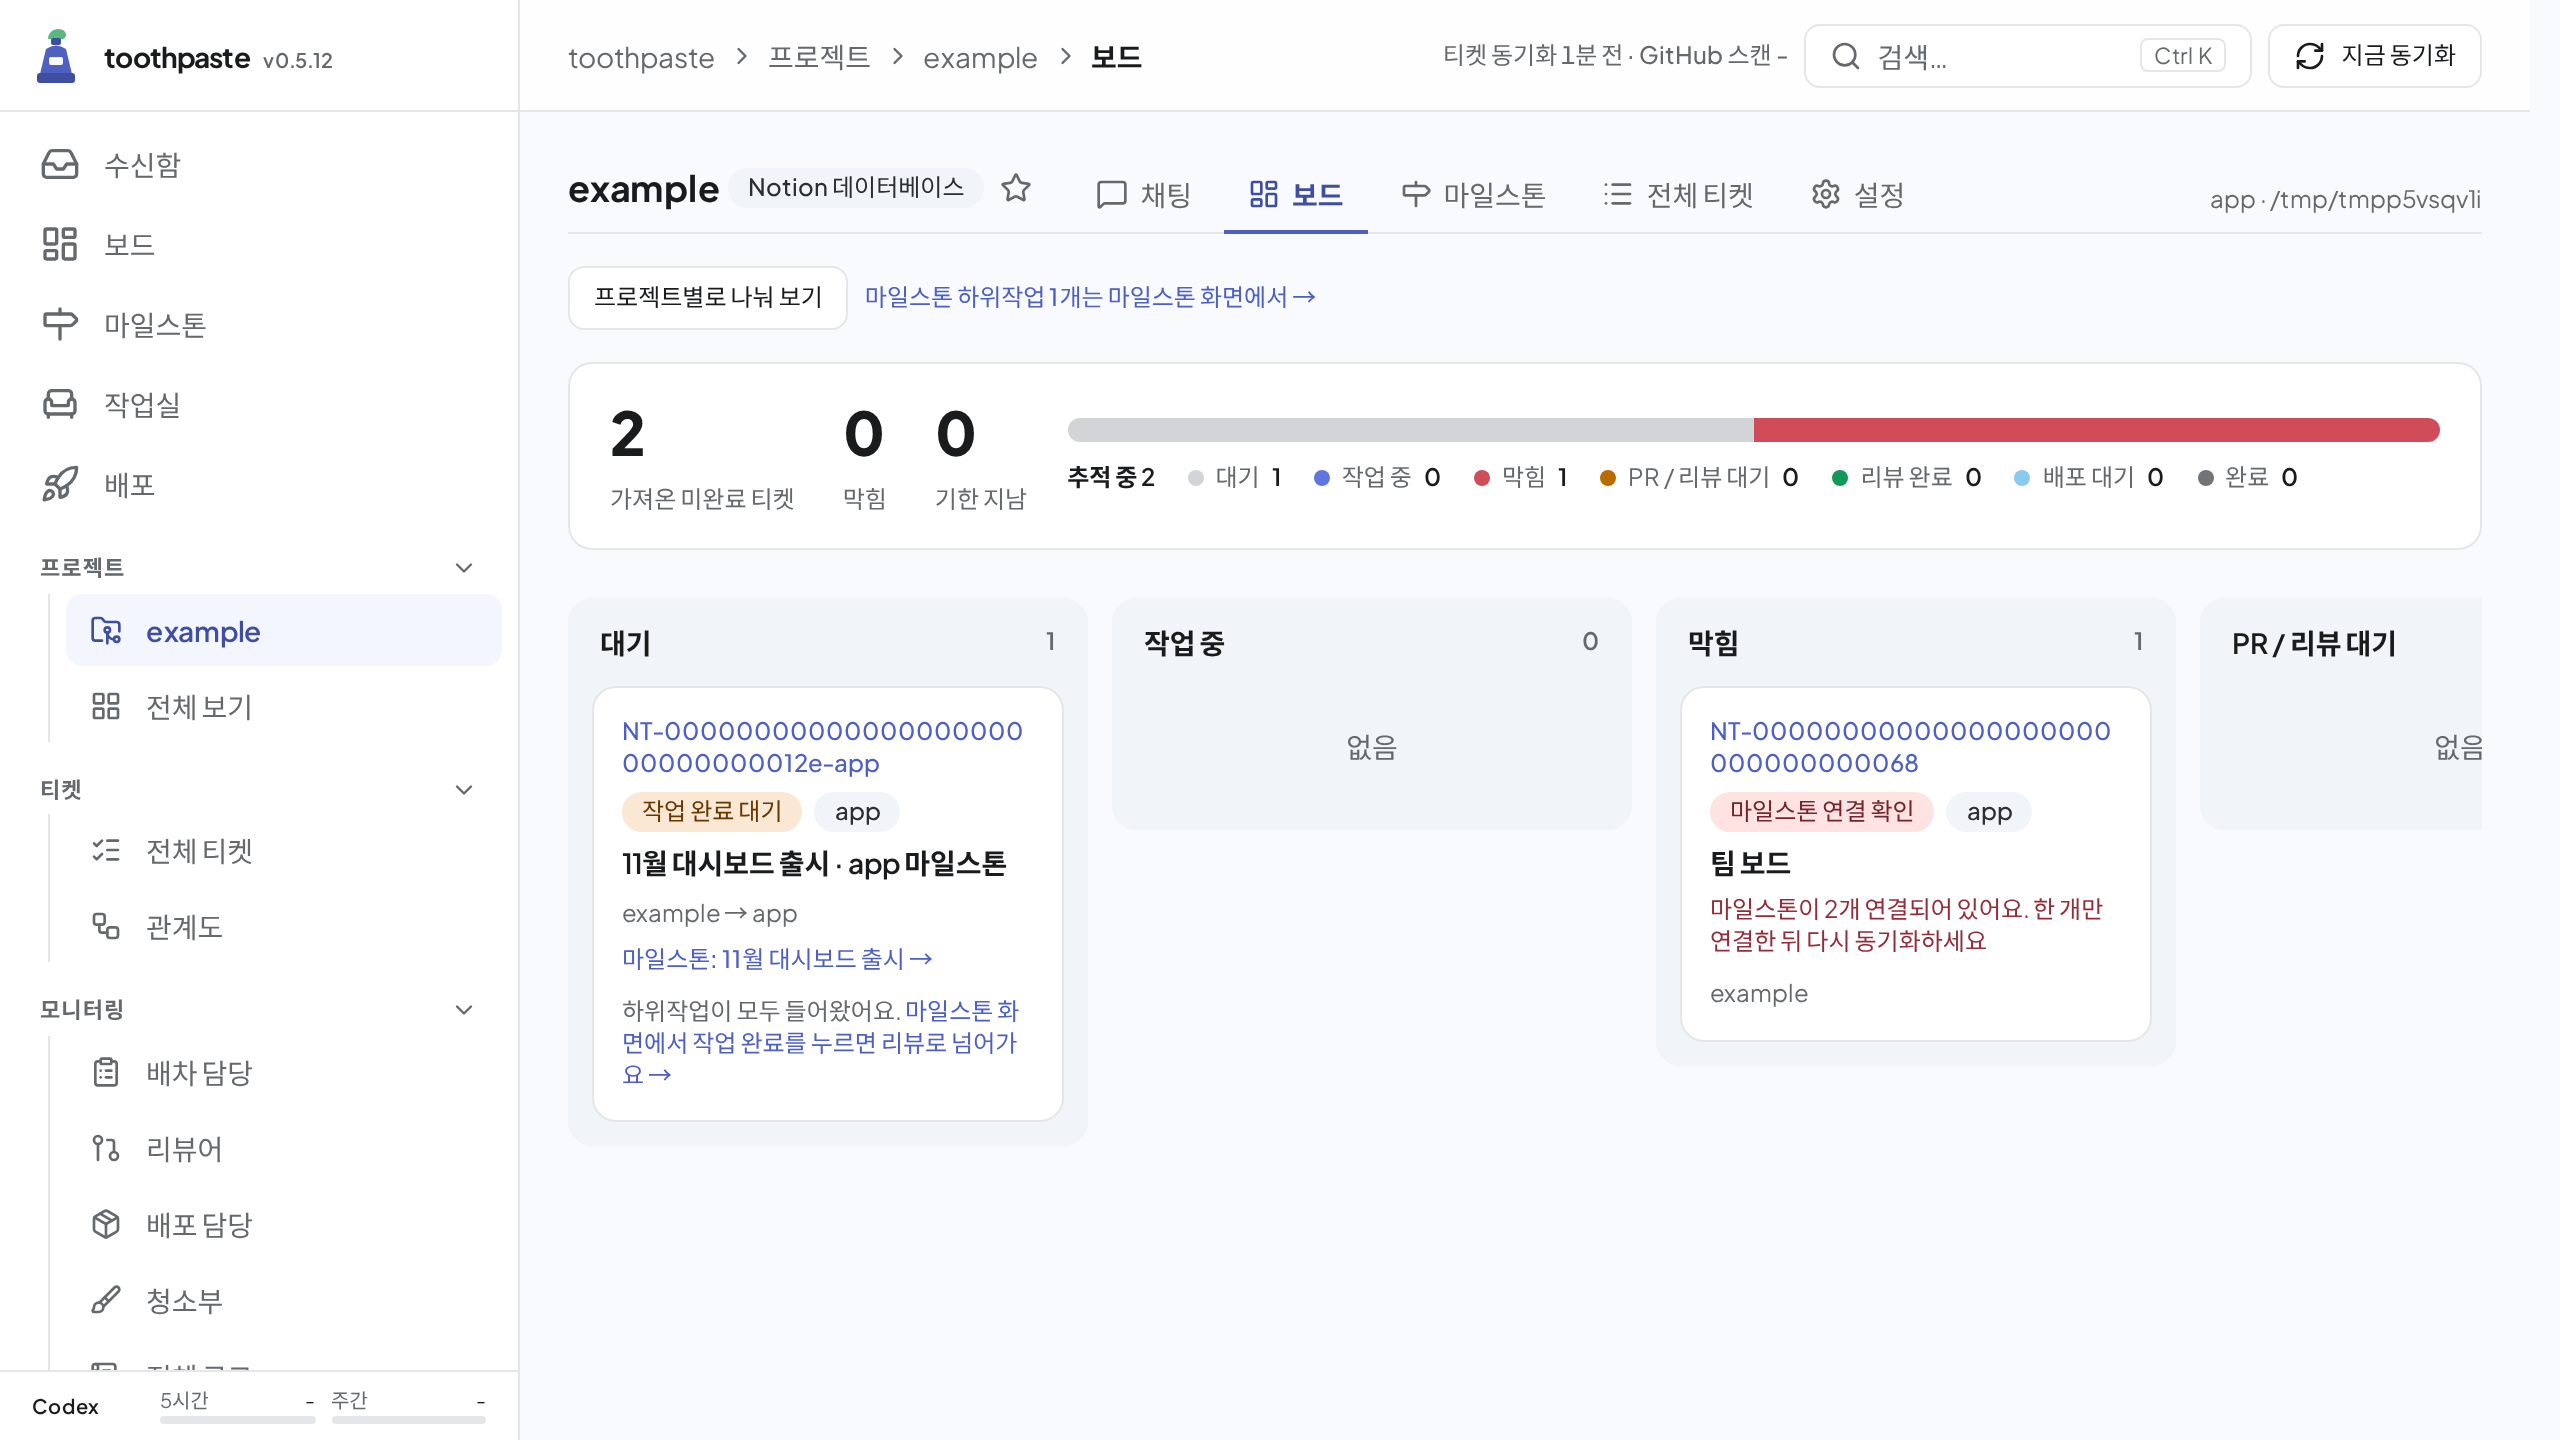 toothpaste v0.5.12
수신함
보드
마일스톤
작업실
배포
프로젝트
example
전체 보기
티켓
전체 티켓
관계도
모니터링
배차 담당
리뷰어
배포 담당
청소부
Codex
5시간 -
주간 -
toothpaste > 프로젝트 > example > 보드
티켓 동기화 1분 전 · GitHub 스캔 -
검색...
Ctrl K
지금 동기화
example
Notion 데이터베이스
채팅
보드
마일스톤
전체 티켓
설정
app · /tmp/tmpp5vsqv1i
프로젝트별로 나눠 보기
마일스톤 하위작업 1개는 마일스톤 화면에서 →
2
가져온 미완료 티켓
0
막힘
0
기한 지남
추적 중 2
대기 1
작업 중 0
막힘 1
PR / 리뷰 대기 0
리뷰 완료 0
배포 대기 0
완료 0
대기 1
NT-00000000000000000000
00000000012e-app
작업 완료 대기
app
11월 대시보드 출시 · app 마일스톤
example → app
마일스톤: 11월 대시보드 출시 →
하위작업이 모두 들어왔어요. 마일스톤 화
면에서 작업 완료를 누르면 리뷰로 넘어가
요 →
작업 중 0
없음
막힘 1
NT-00000000000000000000
000000000068
마일스톤 연결 확인
app
팀 보드
마일스톤이 2개 연결되어 있어요. 한 개만
연결한 뒤 다시 동기화하세요
example
PR / 리뷰 대기
없음